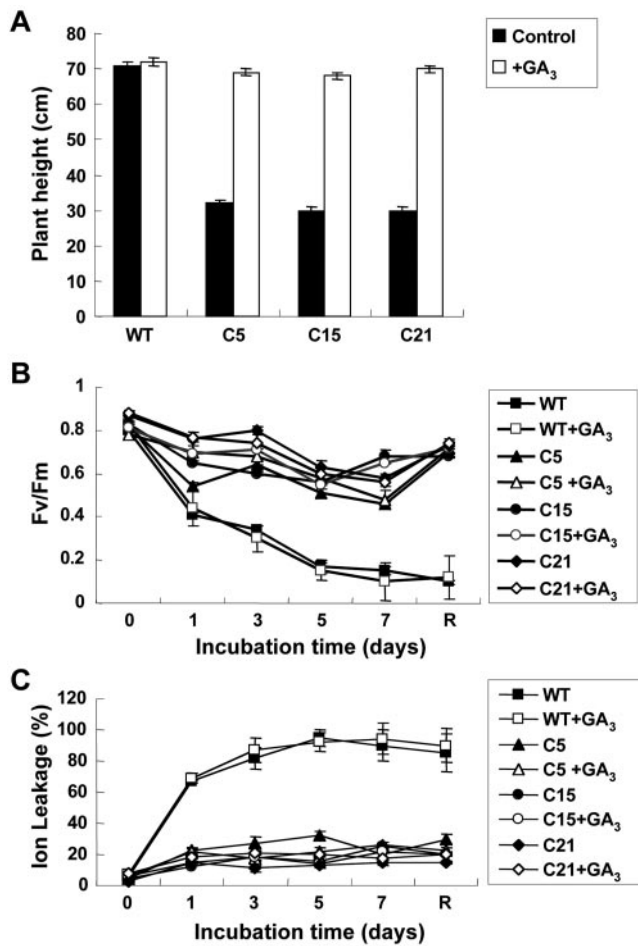 A
Plant height (cm)
80
70
60
50
40
30
20
10
0
WT C5 C15 C21
Control
+GA₃
B
Fv/Fm
1
0.8
0.6
0.4
0.2
0
0 1 3 5 7 R
Incubation time (days)
WT
WT+GA₃
C5
C5 +GA₃
C15
C15+GA₃
C21
C21+GA₃
C
Ion Leakage (%)
120
100
80
60
40
20
0
0 1 3 5 7 R
Incubation time (days)
WT
WT+GA₃
C5
C5 +GA₃
C15
C15+GA₃
C21
C21+GA₃